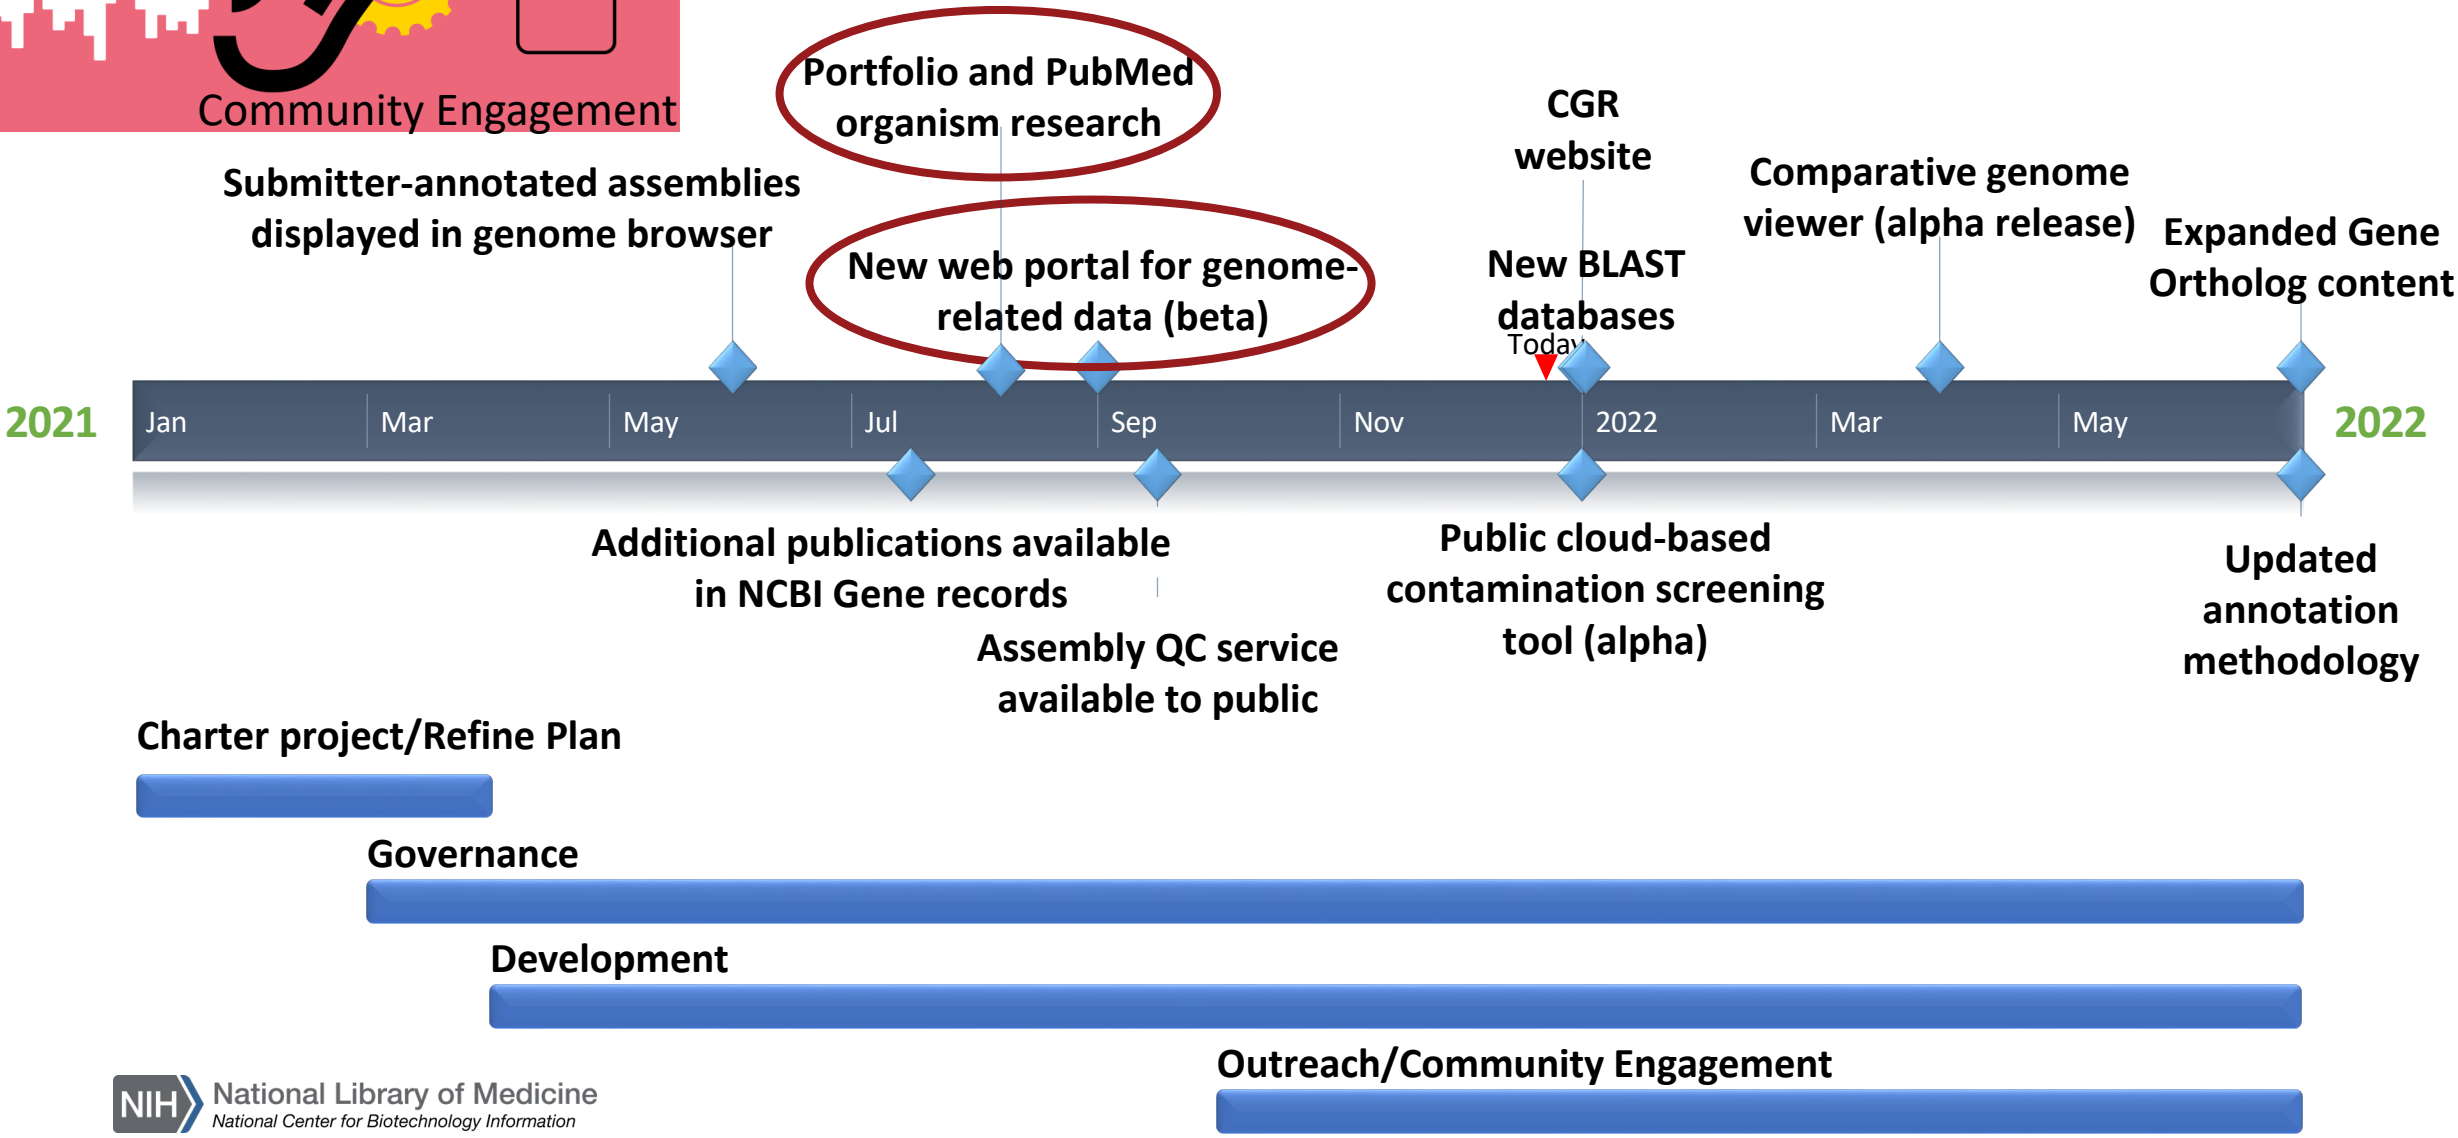 Community Engagement
Portfolio and PubMed
organism research
CGR
website
Submitter-annotated assemblies
displayed in genome browser
Comparative genome
viewer (alpha release)
Expanded Gene
Ortholog content
New web portal for genome-
related data (beta)
New BLAST
databases
Today
2021
Jan
Mar
May
Jul
Sep
Nov
2022
Mar
May
2022
Additional publications available
in NCBI Gene records
Assembly QC service
available to public
Public cloud-based
contamination screening
tool (alpha)
Updated
annotation
methodology
Charter project/Refine Plan
Governance
Development
Outreach/Community Engagement
NIH
National Library of Medicine
National Center for Biotechnology Information